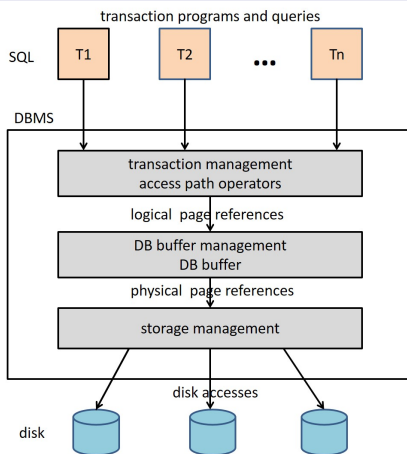 transaction programs and queries
SQL
T1
T2
...
Tn
DBMS
transaction management
access path operators
logical page references
DB buffer management
DB buffer
physical page references
storage management
disk accesses
disk